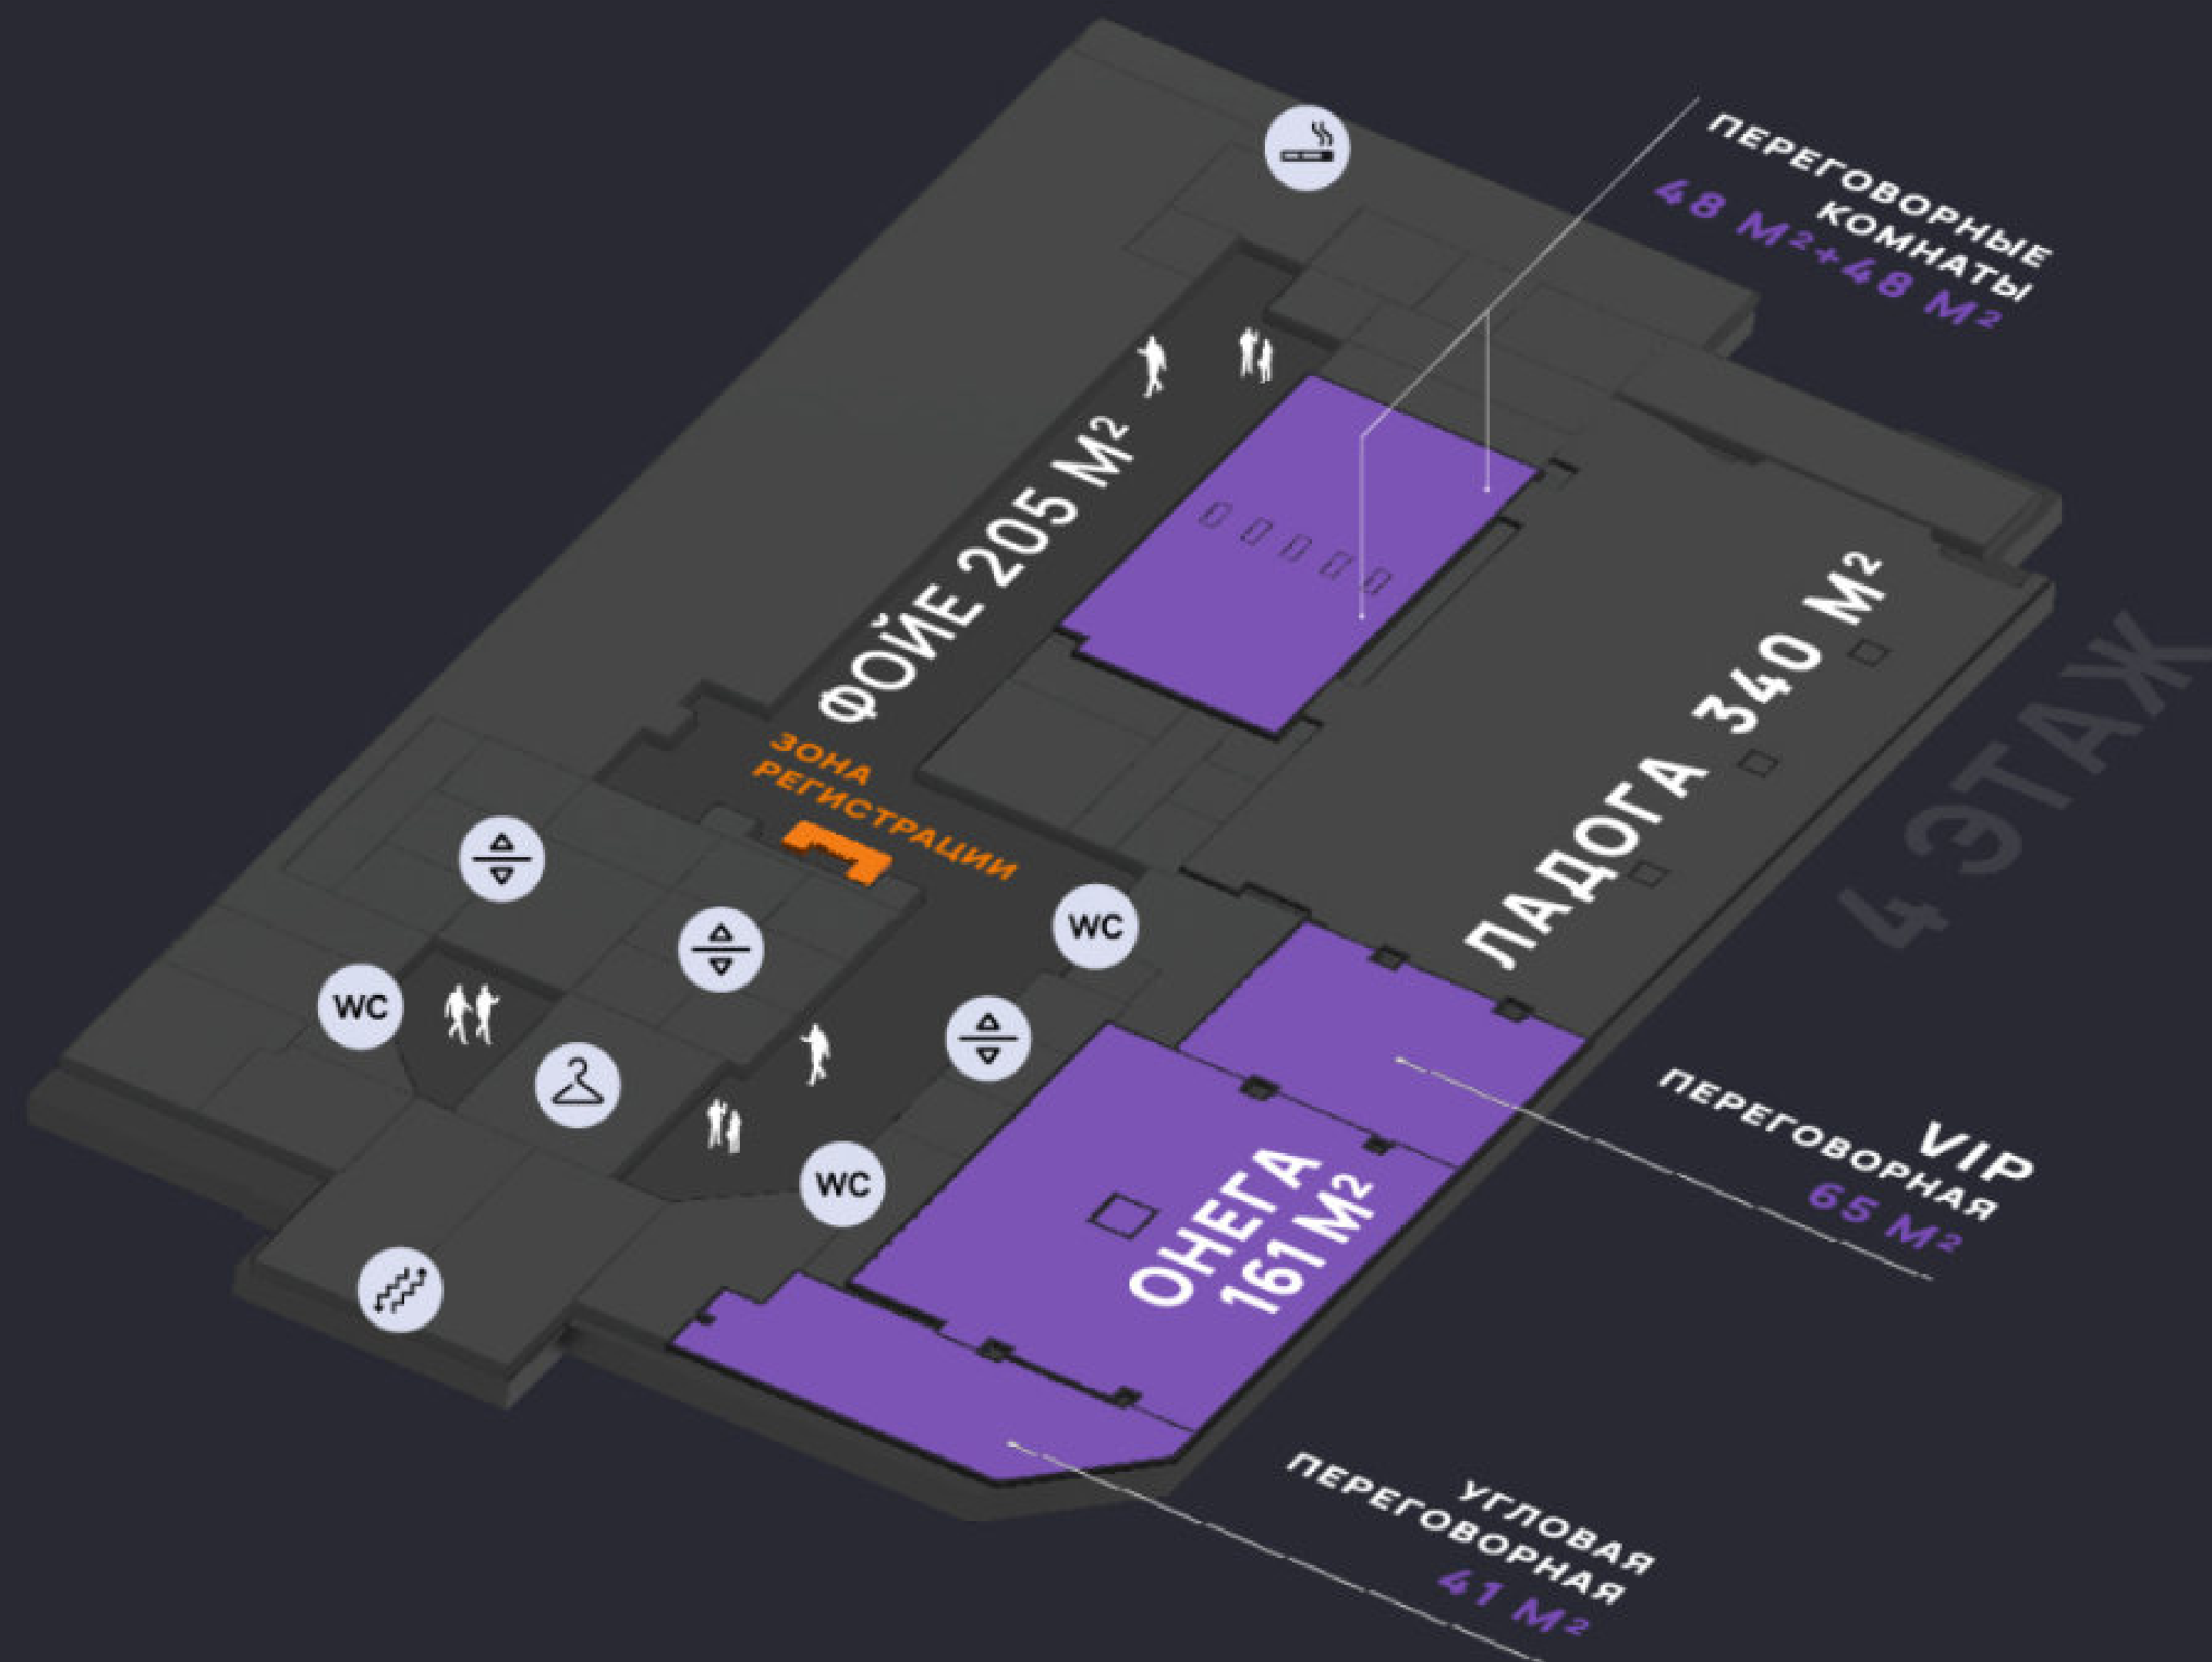 ПЕРЕГОВОРНЫЕ
КОМНАТЫ
48 М²+48 М²
ФОЙЕ 205 М²
ЛАДОГА 340 М²
4 ЭТАЖ
ЗОНА
РЕГИСТРАЦИИ
WC
WC
WC
VIP
ПЕРЕГОВОРНАЯ
65 М²
ОНЕГА
161 М²
УГЛОВАЯ
ПЕРЕГОВОРНАЯ
41 М²